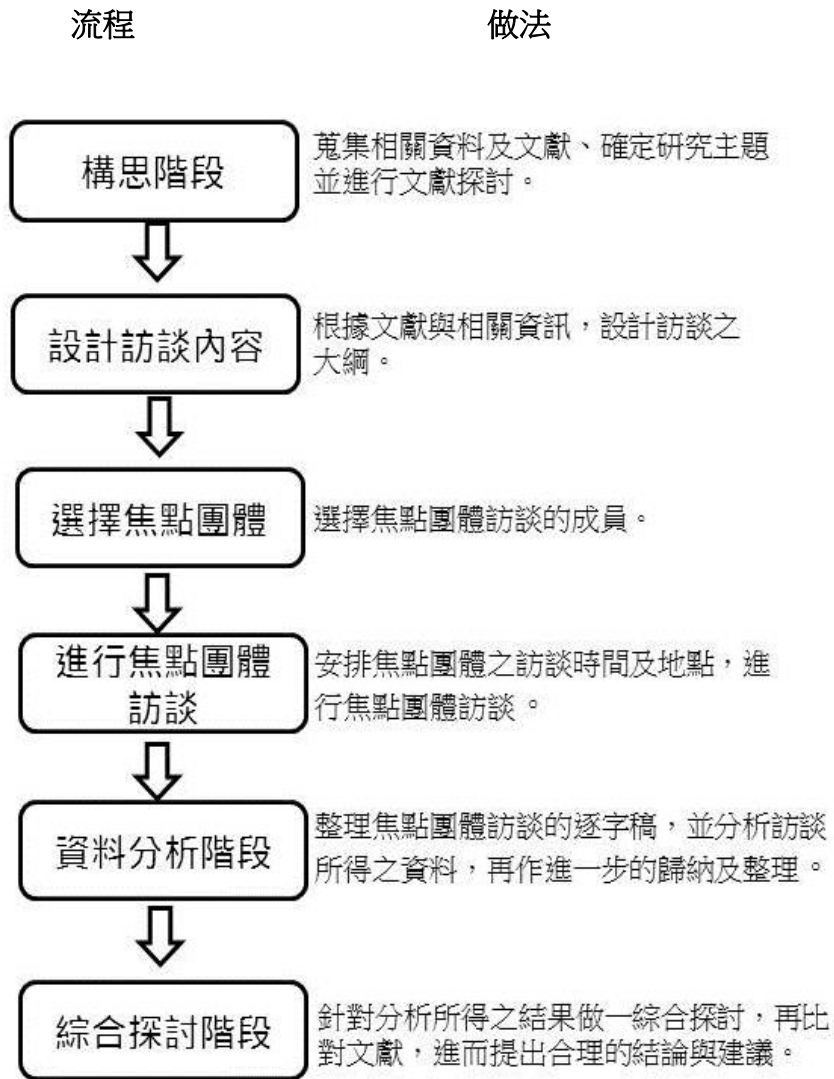 流程
做法
構思階段
蒐集相關資料及文獻、確定研究主題
並進行文獻探討。
設計訪談內容
根據文獻與相關資訊，設計訪談之
大綱。
選擇焦點團體
選擇焦點團體訪談的成員。
進行焦點團體
訪談
安排焦點團體之訪談時間及地點，進
行焦點團體訪談。
資料分析階段
整理焦點團體訪談的逐字稿，並分析訪談
所得之資料，再作進一步的歸納及整理。
綜合探討階段
針對分析所得之結果做一綜合探討，再比
對文獻，進而提出合理的結論與建議。